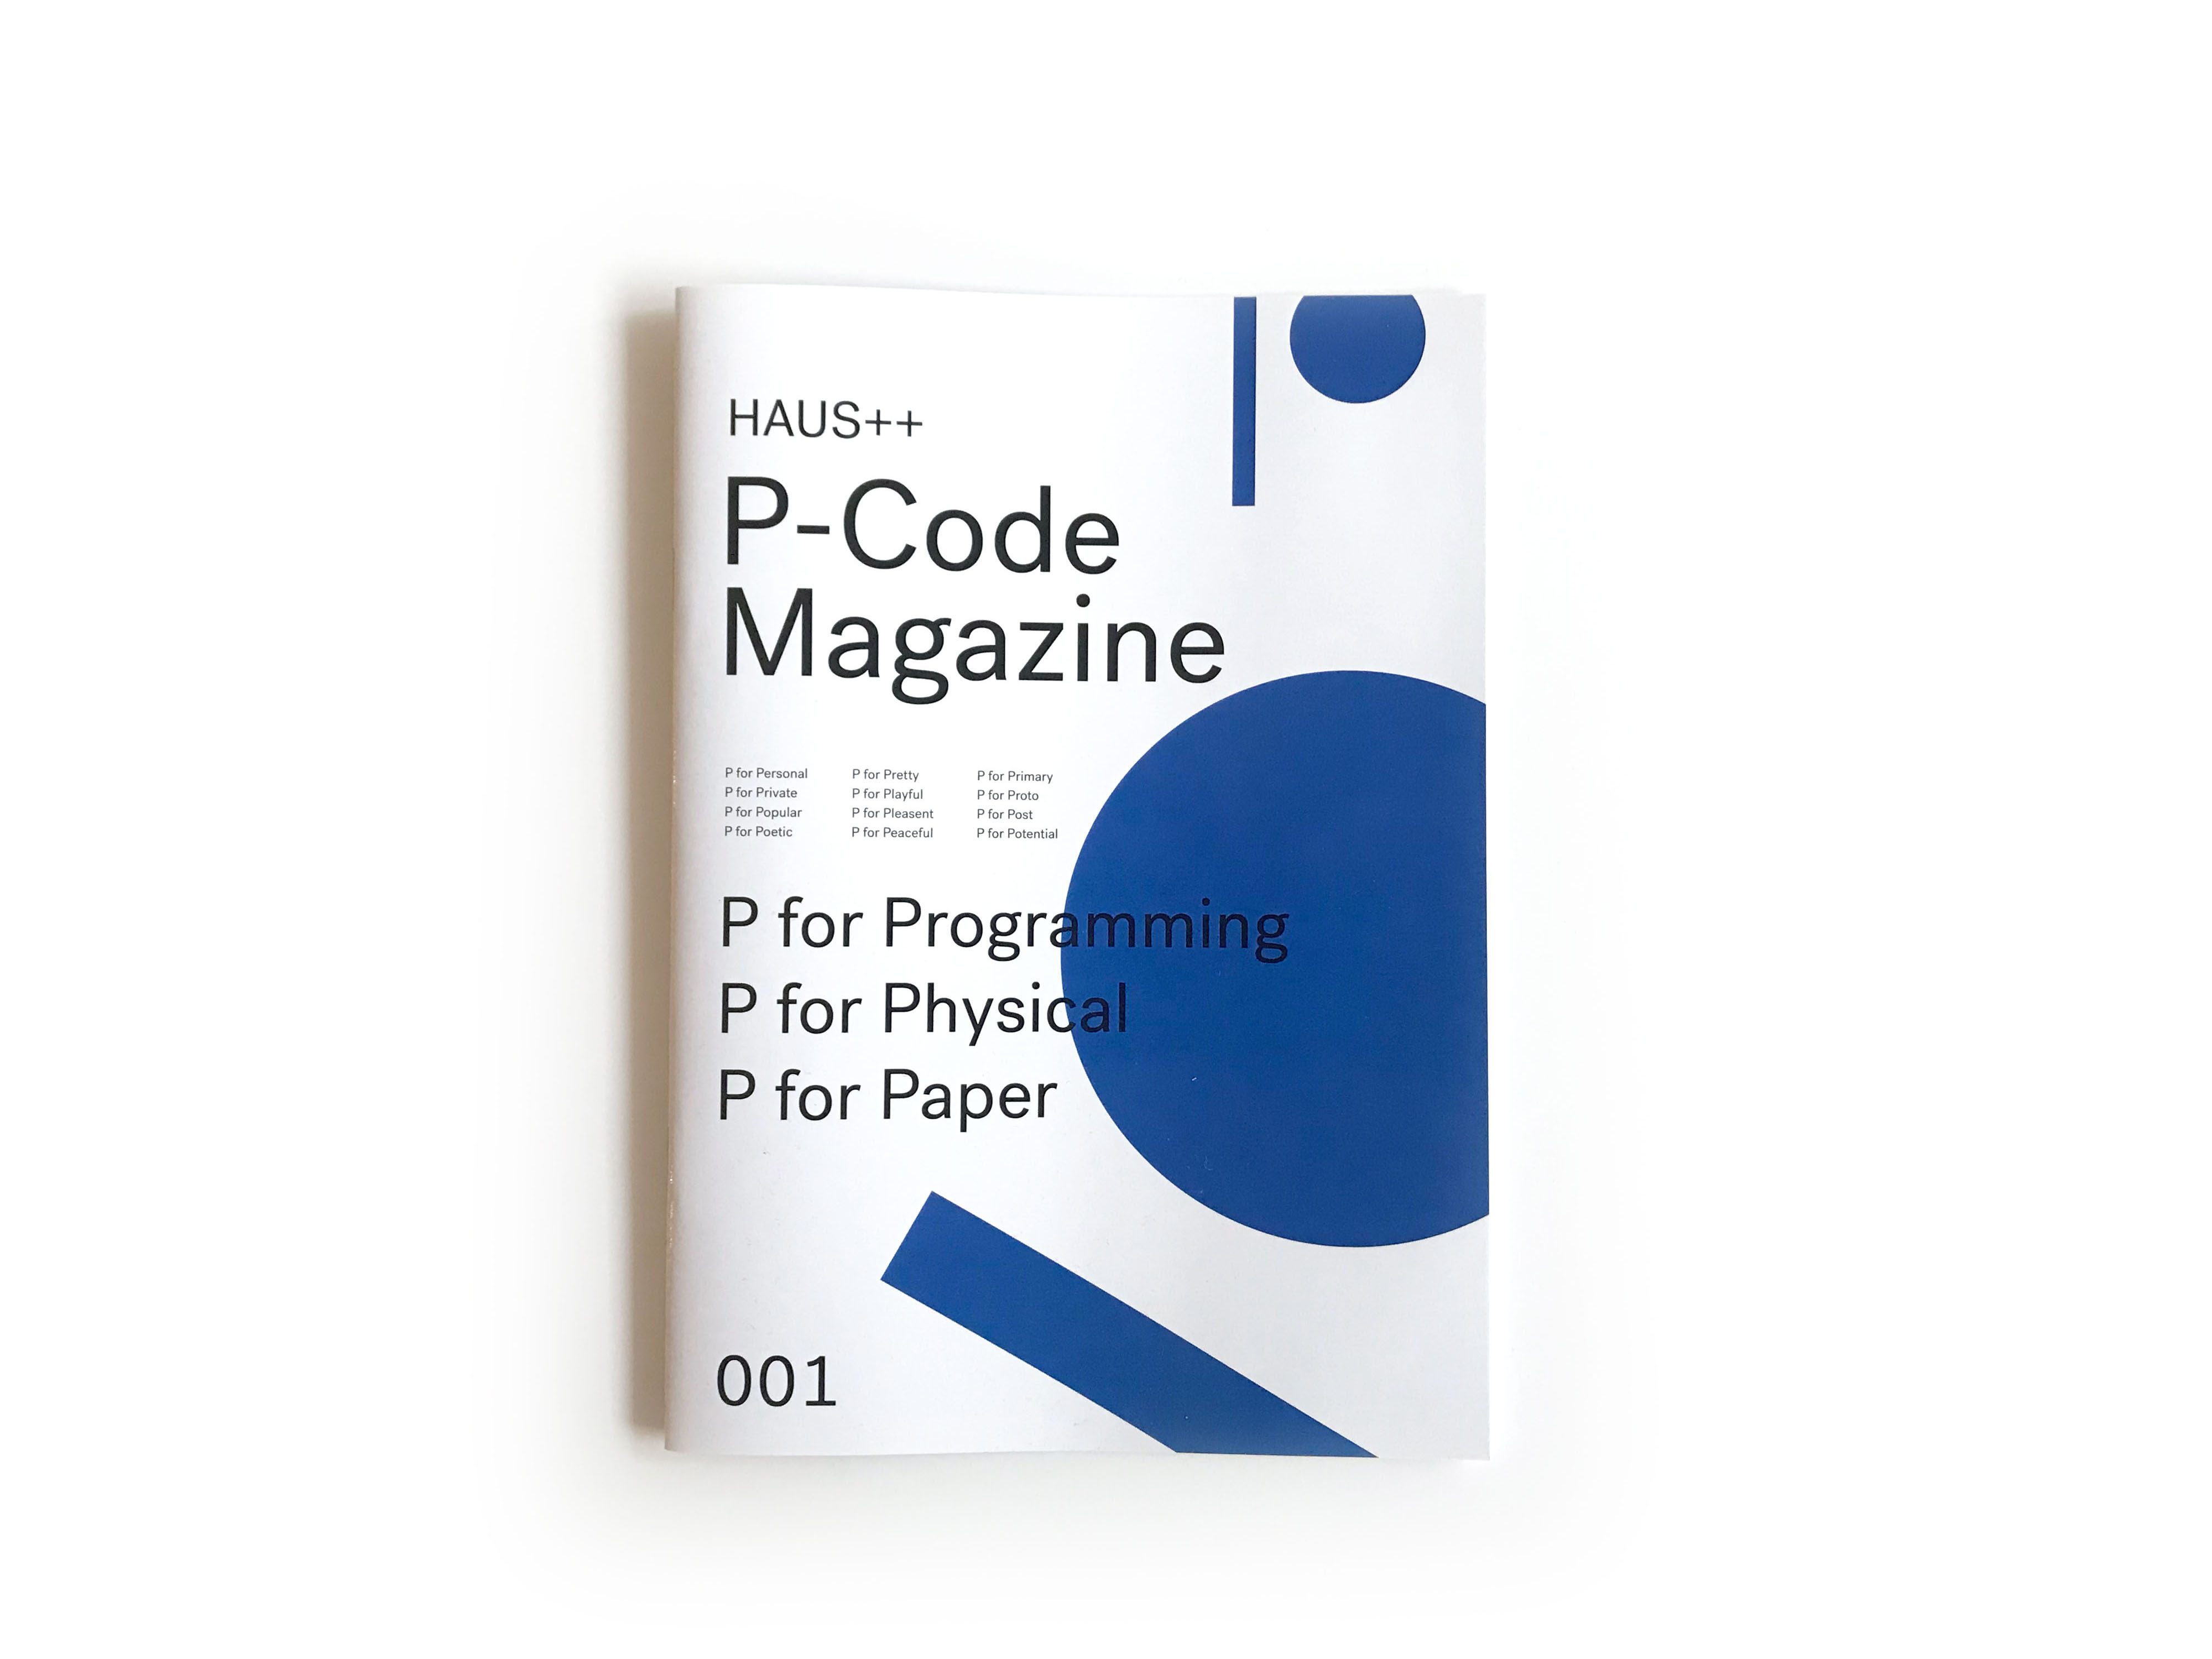 HAUS++
P-Code
Magazine
P for Personal
P for Private
P for Popular
P for Poetic
P for Pretty
P for Playful
P for Pleasent
P for Peaceful
P for Primary
P for Proto
P for Post
P for Potential
P for Programming
P for Physical
P for Paper
001